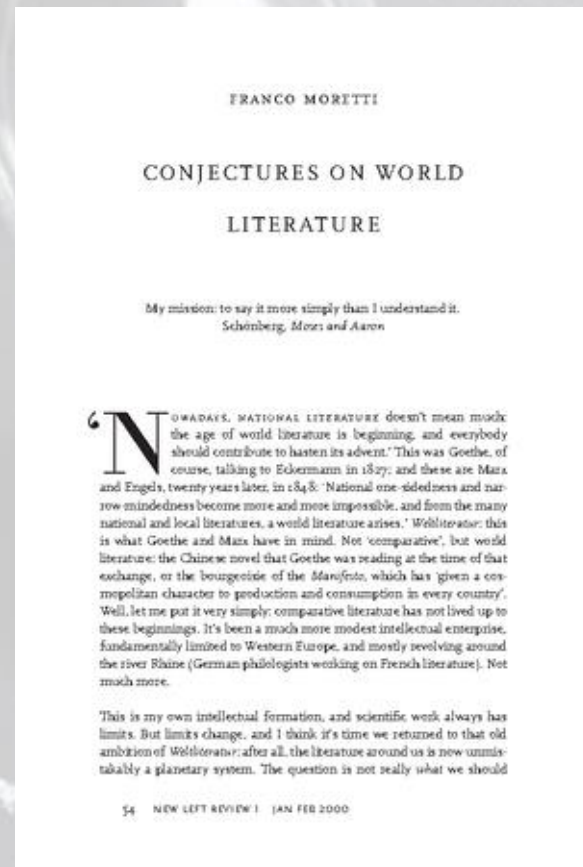 FRANCO MORETTI
CONJECTURES ON WORLD
LITERATURE
My mission: to say it more simply than I understand it.
Schönberg, Moses and Aaron
‘NOWADAYS, NATIONAL LITERATURE doesn't mean much:
the age of world literature is beginning, and everybody
should contribute to hasten its advent.’ This was Goethe, of
course, talking to Eckermann in 1827; and these are Marx
and Engels, twenty years later, in 1848: ‘National one-sidedness and nar-
row-mindedness become more and more impossible, and from the many
national and local literatures, a world literature arises.’ Weltliteratur: this
is what Goethe and Marx have in mind. Not ‘comparative’, but world
literature: the Chinese novel that Goethe was reading at the time of that
exchange, or the bourgeoisie of the Manifesto, which has ‘given a cos-
mopolitan character to production and consumption in every country’.
Well, let me put it very simply: comparative literature has not lived up to
these beginnings. It's been a much more modest intellectual enterprise,
fundamentally limited to Western Europe, and mostly revolving around
the river Rhine (German philologists working on French literature). Not
much more.
This is my own intellectual formation, and scientific work always has
limits. But limits change, and I think it's time we returned to that old
ambition of Weltliteratur: after all, the literature around us is now unmis-
takably a planetary system. The question is not really what we should
54 NEW LEFT REVIEW 1 JAN FEB 2000